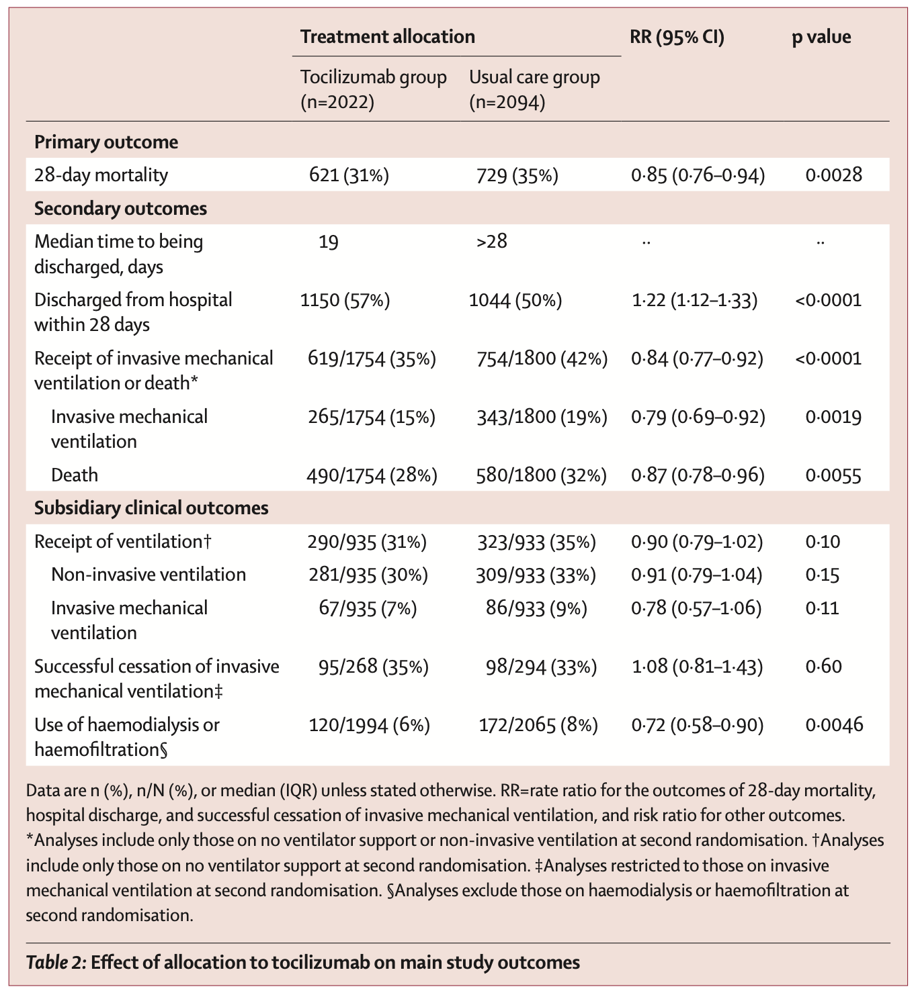 Treatment allocation RR (95% CI) p value
Tocilizumab group (n=2022) Usual care group (n=2094)
Primary outcome
28-day mortality 621 (31%) 729 (35%) 0·85 (0·76–0·94) 0·0028
Secondary outcomes
Median time to being discharged, days 19 >28 ·· ··
Discharged from hospital within 28 days 1150 (57%) 1044 (50%) 1·22 (1·12–1·33) <0·0001
Receipt of invasive mechanical ventilation or death* 619/1754 (35%) 754/1800 (42%) 0·84 (0·77–0·92) <0·0001
Invasive mechanical ventilation 265/1754 (15%) 343/1800 (19%) 0·79 (0·69–0·92) 0·0019
Death 490/1754 (28%) 580/1800 (32%) 0·87 (0·78–0·96) 0·0055
Subsidiary clinical outcomes
Receipt of ventilation† 290/935 (31%) 323/933 (35%) 0·90 (0·79–1·02) 0·10
Non-invasive ventilation 281/935 (30%) 309/933 (33%) 0·91 (0·79–1·04) 0·15
Invasive mechanical ventilation 67/935 (7%) 86/933 (9%) 0·78 (0·57–1·06) 0·11
Successful cessation of invasive mechanical ventilation‡ 95/268 (35%) 98/294 (33%) 1·08 (0·81–1·43) 0·60
Use of haemodialysis or haemofiltration§ 120/1994 (6%) 172/2065 (8%) 0·72 (0·58–0·90) 0·0046
Data are n (%), n/N (%), or median (IQR) unless stated otherwise. RR=rate ratio for the outcomes of 28-day mortality,
hospital discharge, and successful cessation of invasive mechanical ventilation, and risk ratio for other outcomes.
*Analyses include only those on no ventilator support or non-invasive ventilation at second randomisation. †Analyses
include only those on no ventilator support at second randomisation. ‡Analyses restricted to those on invasive
mechanical ventilation at second randomisation. §Analyses exclude those on haemodialysis or haemofiltration at
second randomisation.
Table 2: Effect of allocation to tocilizumab on main study outcomes